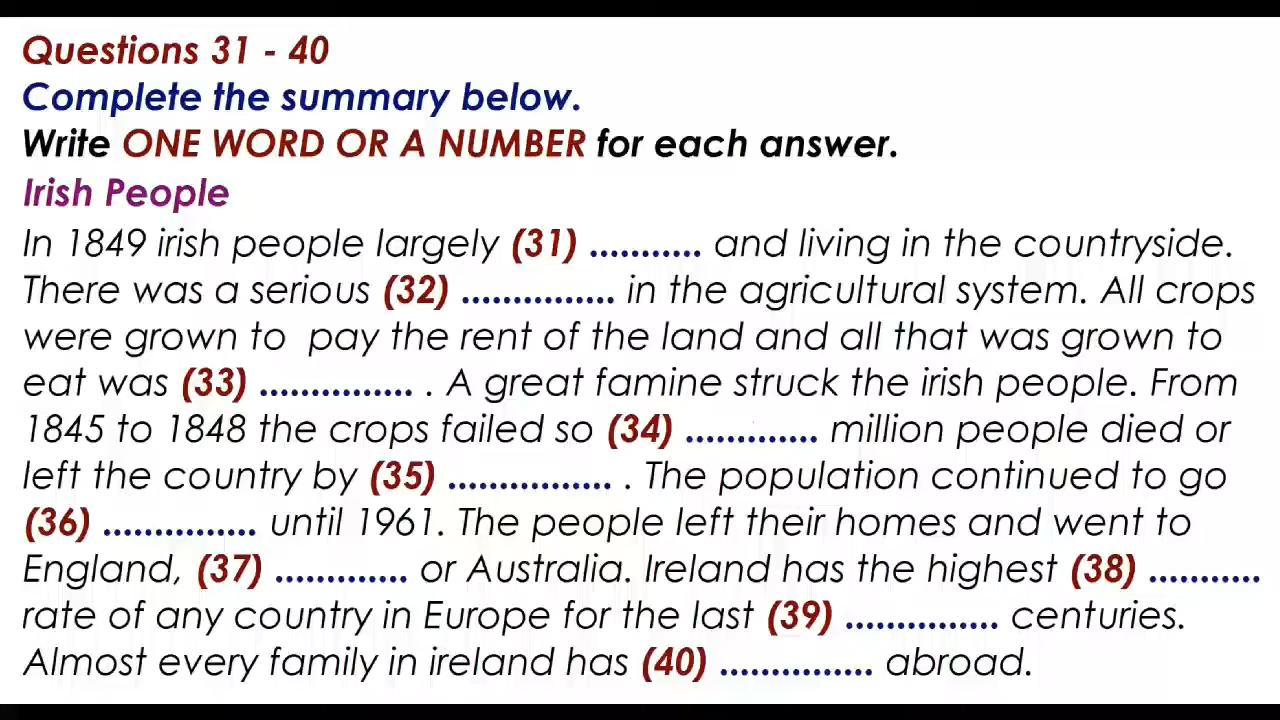 Questions 31 - 40
Complete the summary below.
Write ONE WORD OR A NUMBER for each answer.
Irish People
In 1849 irish people largely (31) ........... and living in the countryside.
There was a serious (32) ............... in the agricultural system. All crops
were grown to  pay the rent of the land and all that was grown to
eat was (33) ............... . A great famine struck the irish people. From
1845 to 1848 the crops failed so (34) ............. million people died or
left the country by (35) ................ . The population continued to go
(36) ............... until 1961. The people left their homes and went to
England, (37) ............. or Australia. Ireland has the highest (38) ...........
rate of any country in Europe for the last (39) ............... centuries.
Almost every family in ireland has (40) ............... abroad.